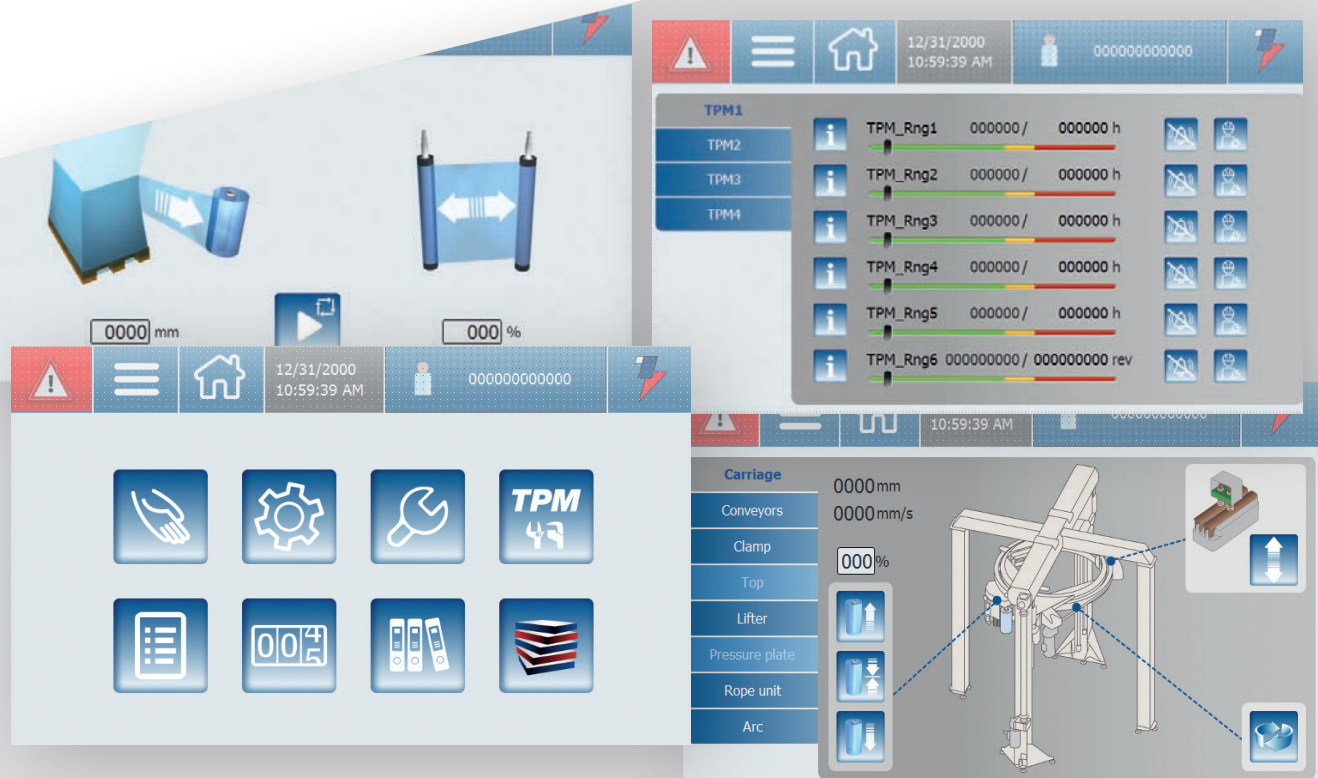 0000 mm
000 %
12/31/2000
10:59:39 AM
000000000000
TPM1
TPM2
TPM3
TPM4
TPM_Rng1 000000 / 000000 h
TPM_Rng2 000000 / 000000 h
TPM_Rng3 000000 / 000000 h
TPM_Rng4 000000 / 000000 h
TPM_Rng5 000000 / 000000 h
TPM_Rng6 000000000 / 000000000 rev
12/31/2000
10:59:39 AM
000000000000
TPM
10:59:39 AM
000000000000
Carriage
Conveyors
Clamp
Top
Lifter
Pressure plate
Rope unit
Arc
0000 mm
0000 mm/s
000 %